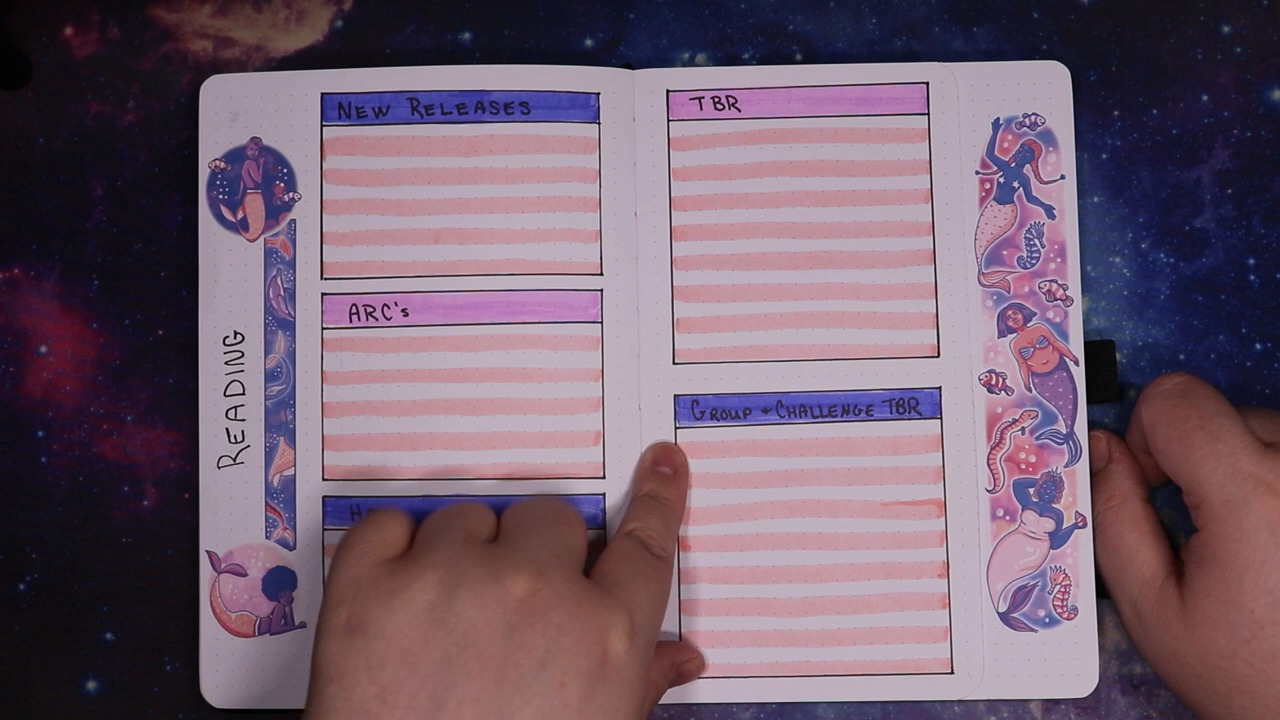 READING
NEW RELEASES
ARC's
TBR
GROUP & CHALLENGE TBR